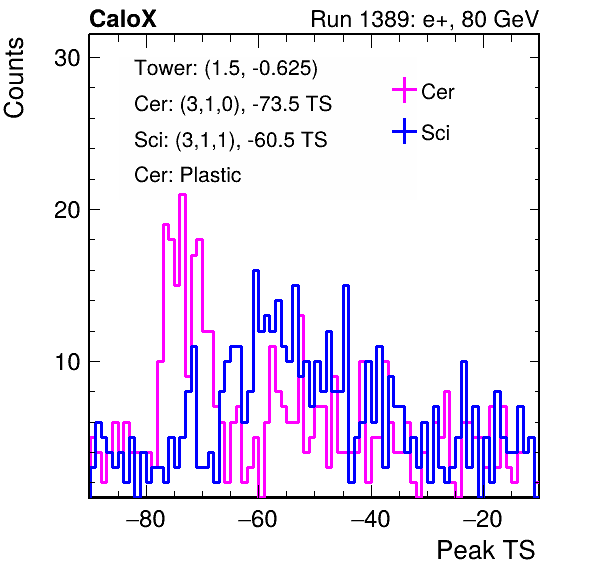 CaloX Run 1389: e+, 80 GeV
Counts
30
Tower: (1.5, -0.625)
Cer: (3,1,0), -73.5 TS
Sci: (3,1,1), -60.5 TS
Cer: Plastic
Cer
Sci
20
10
−80 −60 −40 −20
Peak TS